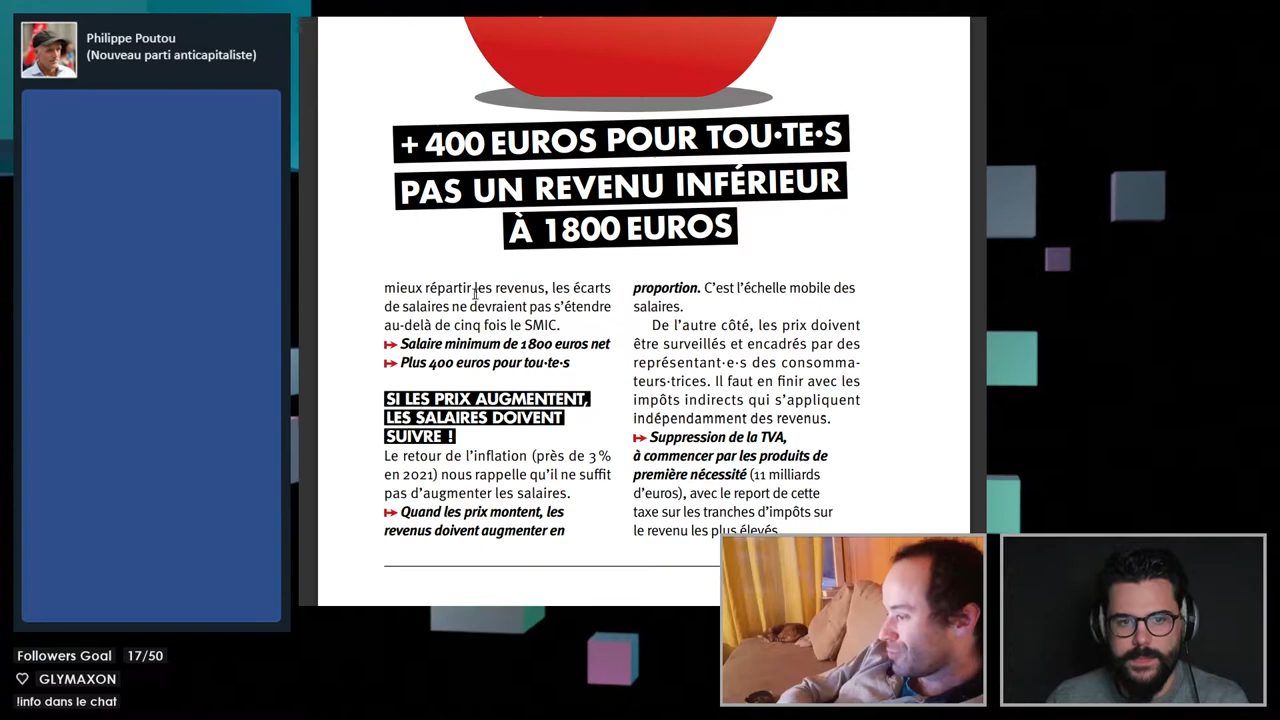 Philippe Poutou
(Nouveau parti anticapitaliste)
+ 400 EUROS POUR TOU·TE·S
PAS UN REVENU INFÉRIEUR
À 1800 EUROS
mieux répartir les revenus, les écarts
de salaires ne devraient pas s’étendre
au-delà de cinq fois le SMIC.
Salaire minimum de 1800 euros net
Plus 400 euros pour tou·te·s
SI LES PRIX AUGMENTENT,
LES SALAIRES DOIVENT
SUIVRE !
Le retour de l’inflation (près de 3 %
en 2021) nous rappelle qu’il ne suffit
pas d’augmenter les salaires.
Quand les prix montent, les
revenus doivent augmenter en
proportion. C’est l’échelle mobile des
salaires.
De l’autre côté, les prix doivent
être surveillés et encadrés par des
représentant·e·s des consomma-
teurs·trices. Il faut en finir avec les
impôts indirects qui s’appliquent
indépendamment des revenus.
Suppression de la TVA,
à commencer par les produits de
première nécessité (11 milliards
d’euros), avec le report de cette
taxe sur les tranches d’impôts sur
le revenu les plus élevés
Followers Goal 17/50
GLYMAXON
!info dans le chat